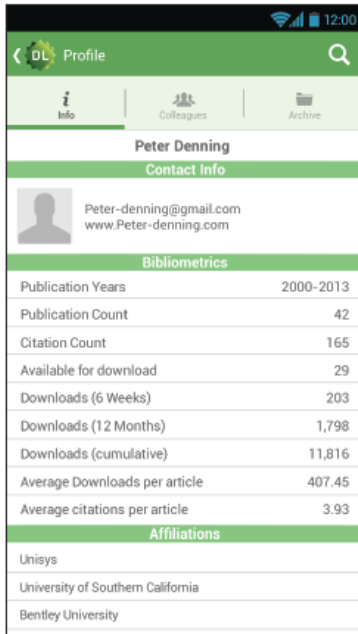 12:00
DL Profile
i
Info Colleagues Archive
Peter Denning
Contact Info
Peter-denning@gmail.com
www.Peter-denning.com
Bibliometrics
Publication Years 2000-2013
Publication Count 42
Citation Count 165
Available for download 29
Downloads (6 Weeks) 203
Downloads (12 Months) 1,798
Downloads (cumulative) 11,816
Average Downloads per article 407.45
Average citations per article 3.93
Affiliations
Unisys
University of Southern California
Bentley University